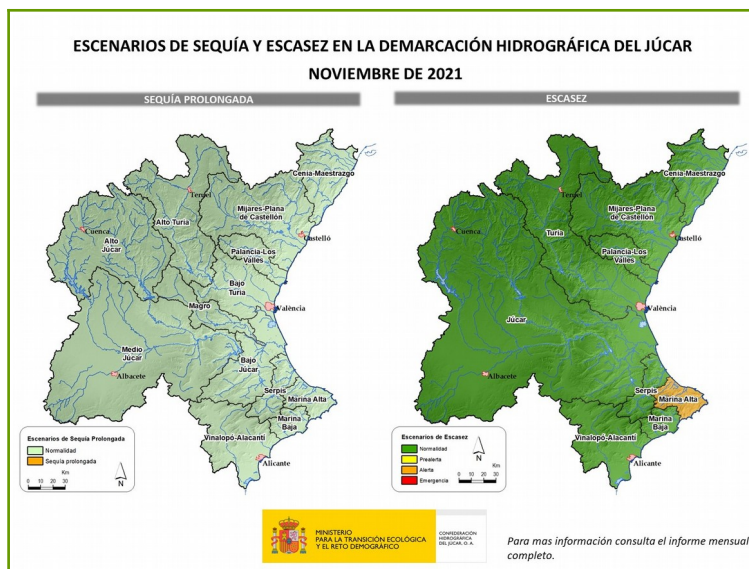 ESCENARIOS DE SEQUÍA Y ESCASEZ EN LA DEMARCACIÓN HIDROGRÁFICA DEL JÚCAR
NOVIEMBRE DE 2021
SEQUÍA PROLONGADA
Cenia-Maestrazgo
Teruel
Mijares-Plana
de Castellón
Alto Turia
Cuenca
Castelló
Alto
Júcar
Palancia-Los
Valles
Bajo
Turia
Magro
València
Medio
Júcar
Bajo
Júcar
Albacete
Serpis
Marina Alta
Marina
Baja
Vinalopó-Alacantí
Alicante
Escenarios de Sequía Prolongada
Normalidad
Sequía prolongada
Km
0 10 20 30
N
ESCASEZ
Cenia-Maestrazgo
Teruel
Mijares-Plana
de Castellón
Cuenca
Turia
Castelló
Palancia-Los
Valles
València
Júcar
Albacete
Serpis
Marina Alta
Marina
Baja
Vinalopó-Alacantí
Alicante
Escenarios de Escasez
Normalidad
Prealerta
Alerta
Emergencia
Km
0 10 20 30
N
MINISTERIO
PARA LA TRANSICIÓN ECOLÓGICA
Y EL RETO DEMOGRÁFICO
CONFEDERACIÓN
HIDROGRÁFICA
DEL JÚCAR, O. A.
Para mas información consulta el informe mensual
completo.